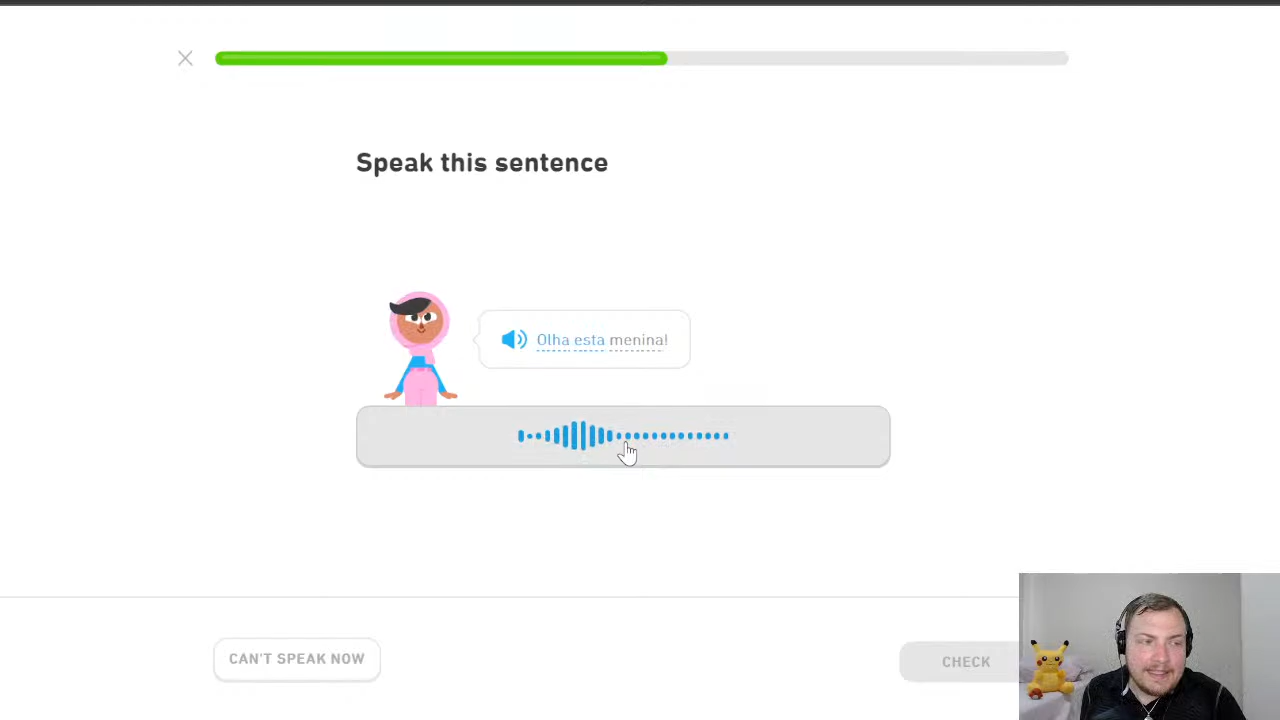 Speak this sentence
Olha esta menina!
CAN'T SPEAK NOW
CHECK